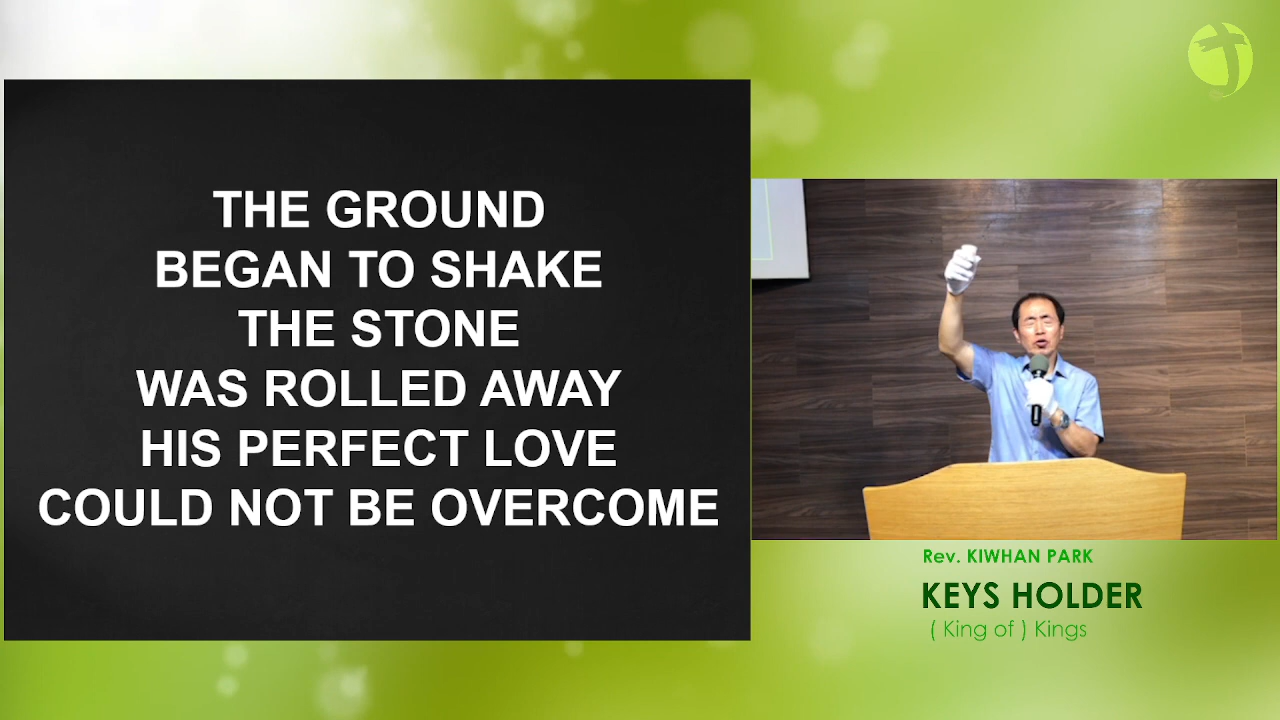 THE GROUND
BEGAN TO SHAKE
THE STONE
WAS ROLLED AWAY
HIS PERFECT LOVE
COULD NOT BE OVERCOME
Rev. KIWHAN PARK
KEYS HOLDER
( King of ) Kings